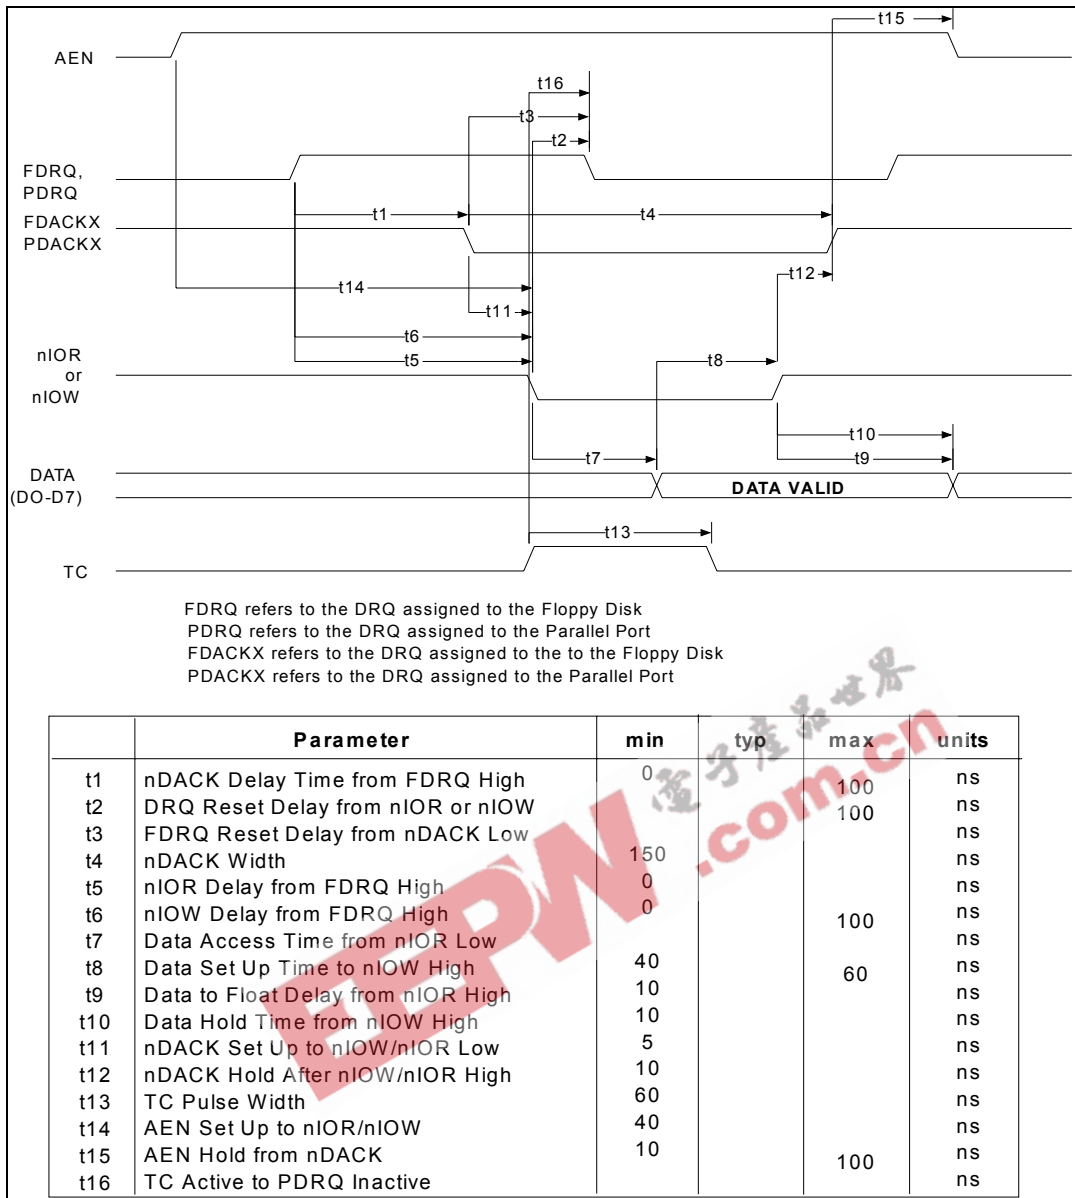 t15
AEN
t16
t3
t2
FDRQ,
PDRQ
t1
t4
FDACKX
PDACKX
t12
t14
t11
t6
t5
nIOR
or
nIOW
t8
t10
t7
t9
DATA
(DO-D7)
DATA VALID
t13
TC
FDRQ refers to the DRQ assigned to the Floppy Disk
PDRQ refers to the DRQ assigned to the Parallel Port
FDACKX refers to the DRQ assigned to the to the Floppy Disk
PDACKX refers to the DRQ assigned to the Parallel Port
電子產品世界
EEPW.com.cn
Parameter min typ max units
t1 nDACK Delay Time from FDRQ High 0 ns
t2 DRQ Reset Delay from nIOR or nIOW 100 ns
t3 FDRQ Reset Delay from nDACK Low 100 ns
t4 nDACK Width 150 ns
t5 nIOR Delay from FDRQ High 0 ns
t6 nIOW Delay from FDRQ High 0 ns
t7 Data Access Time from nIOR Low 100 ns
t8 Data Set Up Time to nIOW High 40 ns
t9 Data to Float Delay from nIOR High 10 60 ns
t10 Data Hold Time from nIOW High 10 ns
t11 nDACK Set Up to nIOW/nIOR Low 5 ns
t12 nDACK Hold After nIOW/nIOR High 10 ns
t13 TC Pulse Width 60 ns
t14 AEN Set Up to nIOR/nIOW 40 ns
t15 AEN Hold from nDACK 10 ns
t16 TC Active to PDRQ Inactive 100 ns